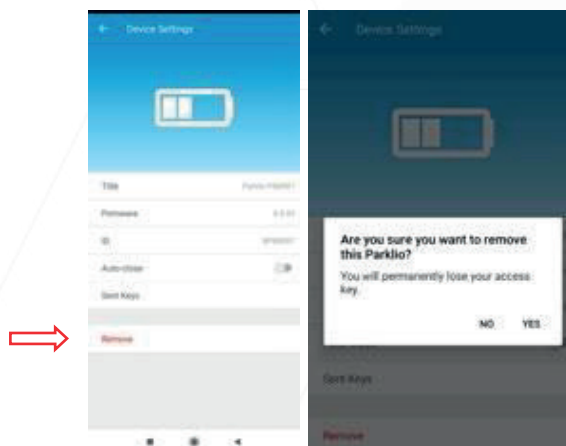 Device Settings
Title
Firmware
ID
Auto-close
Sent Keys
Remove
Device Settings
Are you sure you want to remove
this Parklio?
You will permanently lose your access
key.
NO YES
Sent Keys
Remove